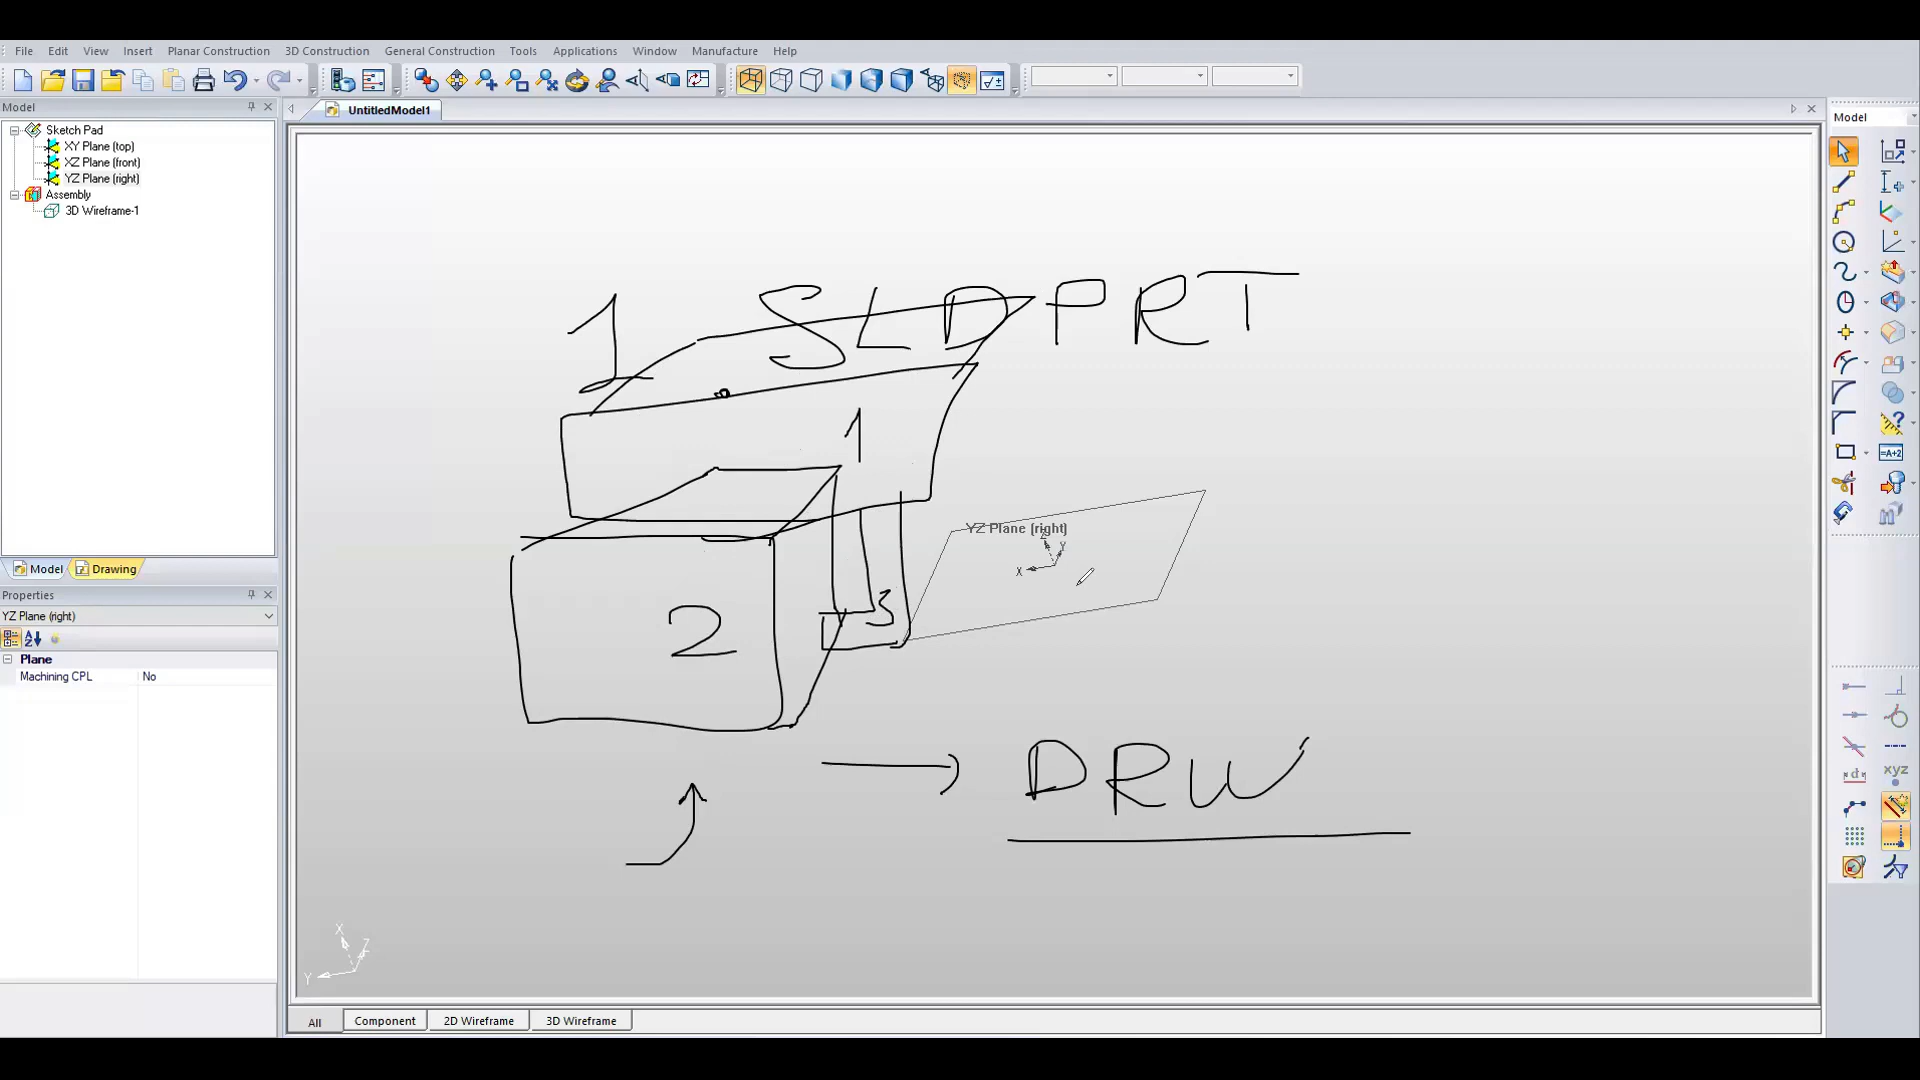 File Edit View Insert Planar Construction 3D Construction General Construction Tools Applications Window Manufacture Help
Model
UntitledModel1
Model
Sketch Pad
XY Plane (top)
XZ Plane (front)
YZ Plane (right)
Assembly
3D Wireframe-1
1 SLDPRT
1
YZ Plane (right)
Z
Y
X
2
3
DRW
X
Z
Y
Model Drawing
Properties
YZ Plane (right)
Plane
Machining CPL No
All Component 2D Wireframe 3D Wireframe
=A+2
d
xyz